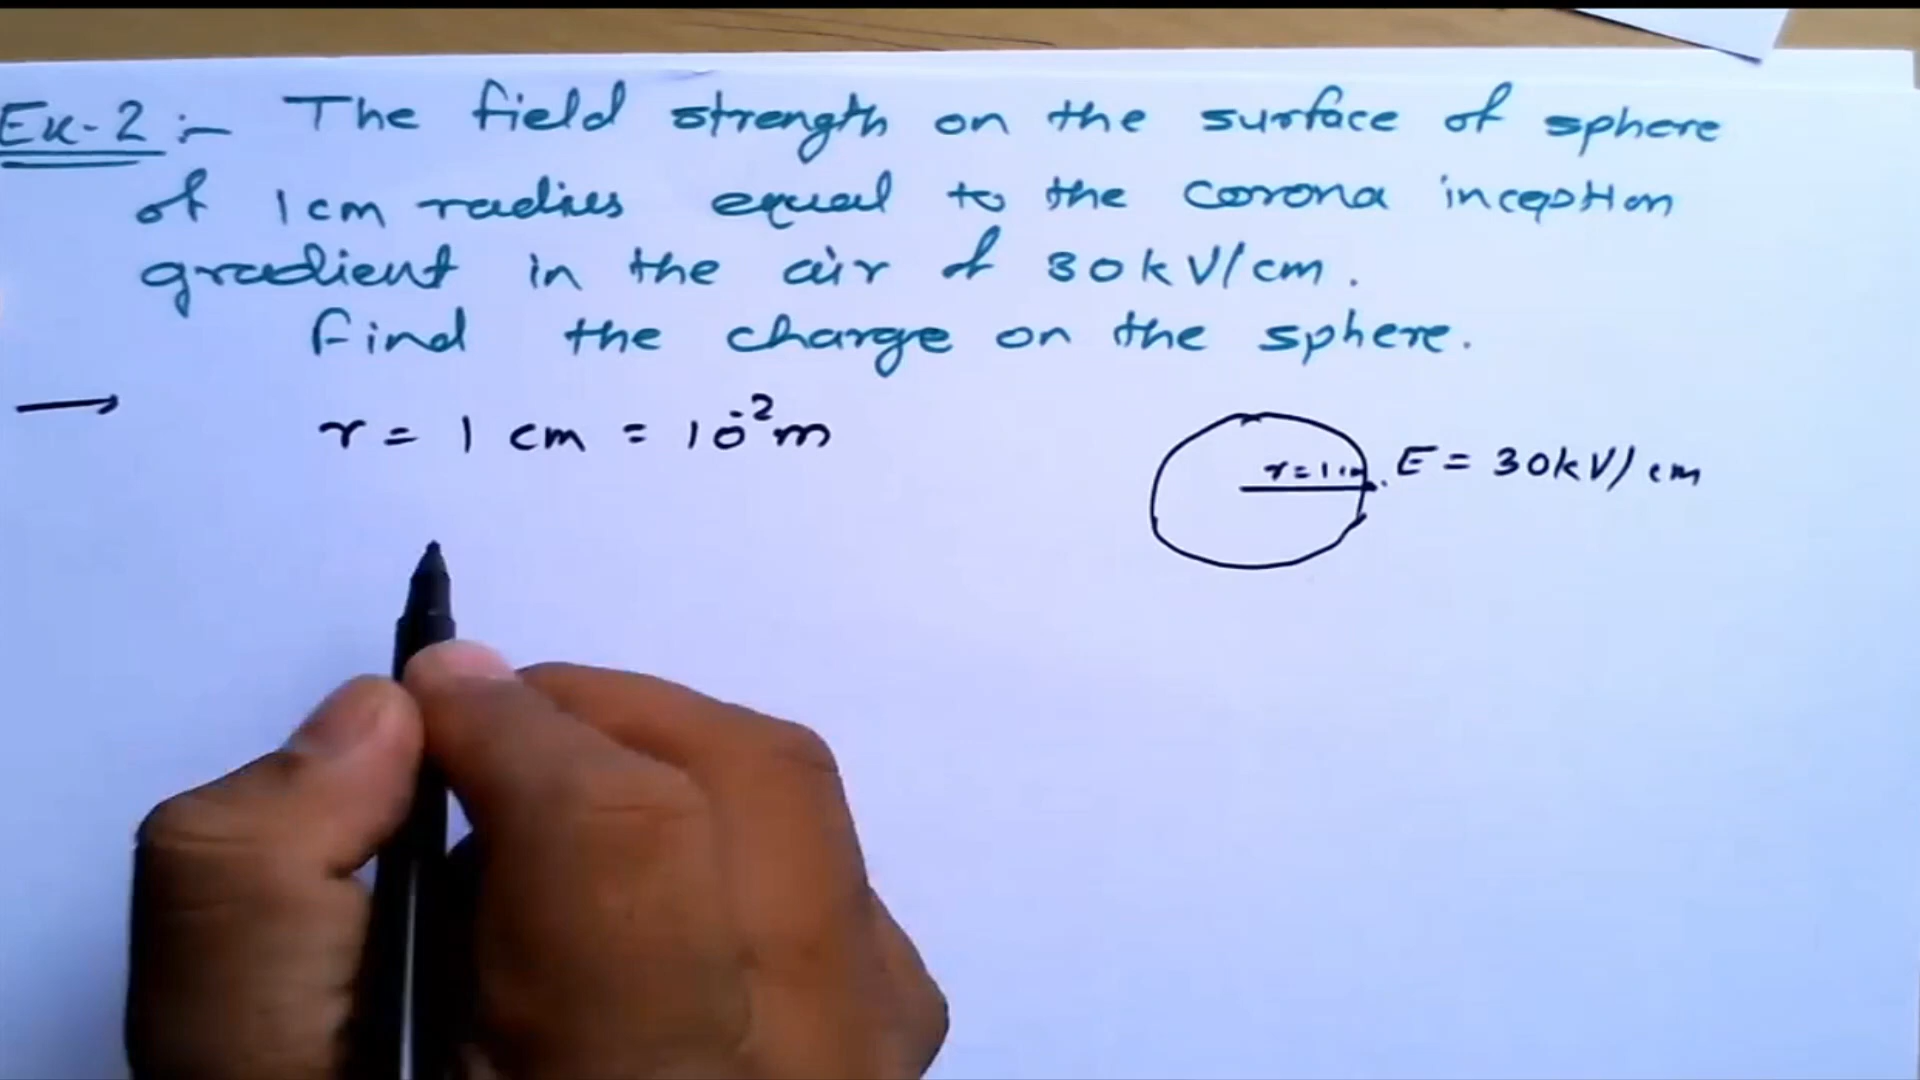 Ex-2:- The field strength on the surface of sphere
of 1cm radius equal to the corona inception
gradient in the air of 30kV/cm.
Find the charge on the sphere.
r = 1 cm = 10⁻² m
r=1cm. E = 30kV/cm